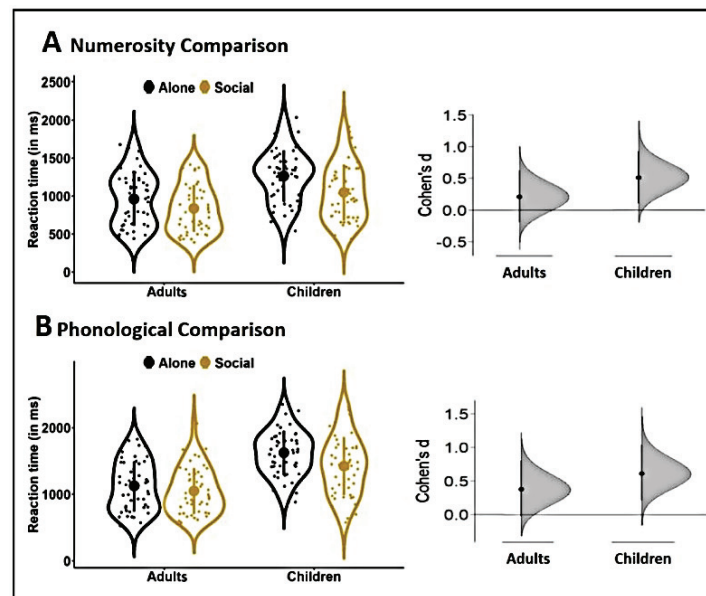 A Numerosity Comparison
Alone Social
Reaction time (in ms)
2500
2000
1500
1000
500
0
Adults Children
Cohen's d
1.5
1.0
0.5
0.0
-0.5
Adults Children
B Phonological Comparison
Alone Social
Reaction time (in ms)
2000
1000
0
Adults Children
Cohen's d
1.5
1.0
0.5
0.0
Adults Children